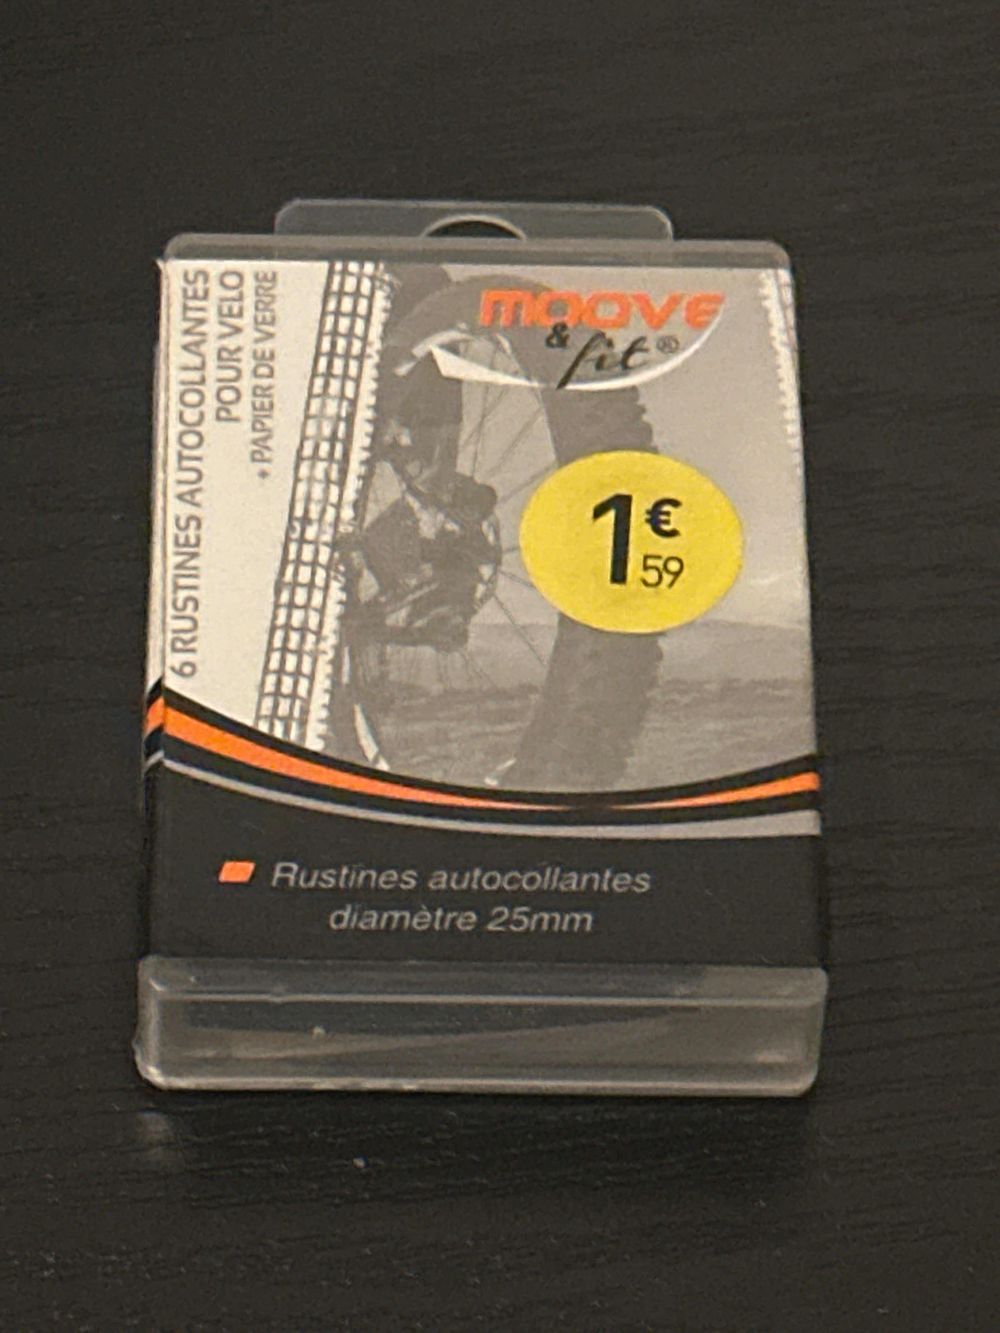 6 RUSTINES AUTOCOLLANTES
POUR VELO
+ PAPIER DE VERRE
MOOVE
& fit®
1€
59
Rustines autocollantes
diamètre 25mm